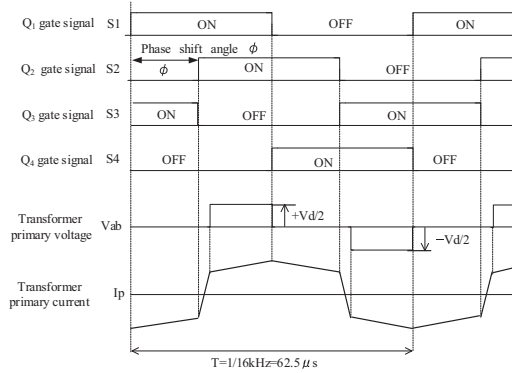 Q1 gate signal S1 ON OFF ON
Phase shift angle ϕ
Q2 gate signal S2 ϕ ON OFF
Q3 gate signal S3 ON OFF ON
Q4 gate signal S4 OFF ON OFF
Transformer
primary voltage Vab +Vd/2
−Vd/2
Transformer
primary current Ip
T=1/16kHz=62.5μs